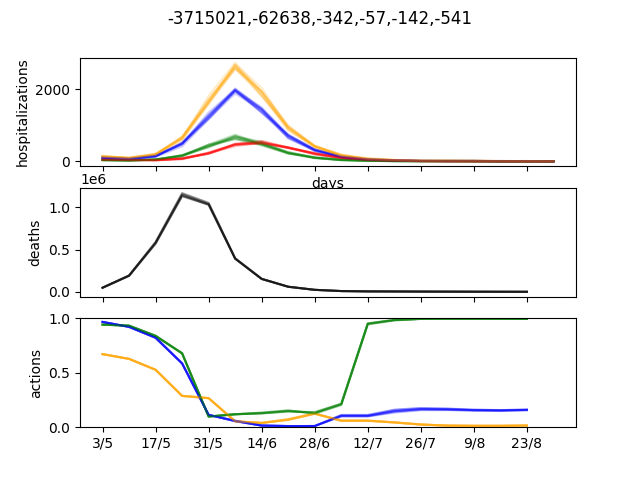 -3715021,-62638,-342,-57,-142,-541
hospitalizations
2000
0
days
1e6
deaths
1.0
0.5
0.0
actions
1.0
0.5
0.0
3/5 17/5 31/5 14/6 28/6 12/7 26/7 9/8 23/8